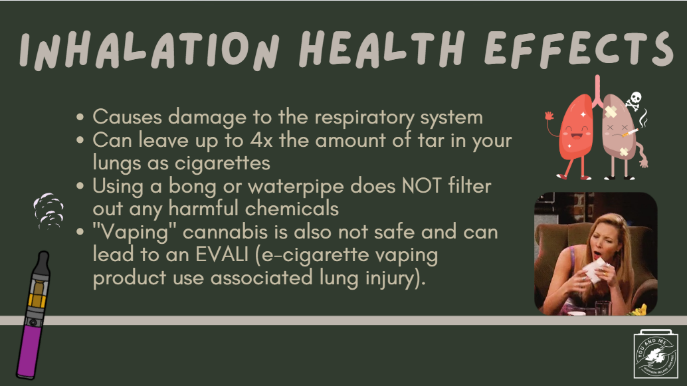 INHALATION HEALTH EFFECTS
• Causes damage to the respiratory system
• Can leave up to 4x the amount of tar in your
lungs as cigarettes
• Using a bong or waterpipe does NOT filter
out any harmful chemicals
• "Vaping" cannabis is also not safe and can
lead to an EVALI (e-cigarette vaping
product use associated lung injury).
YOU AND ME